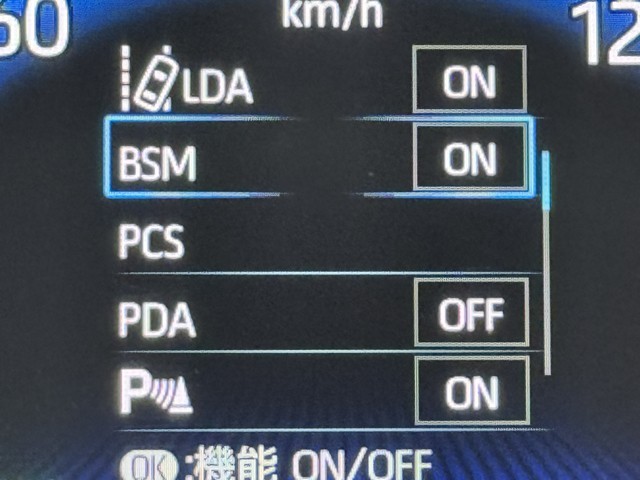 km/h
LDA ON
BSM ON
PCS
PDA OFF
P ON
OK:機能 ON/OFF